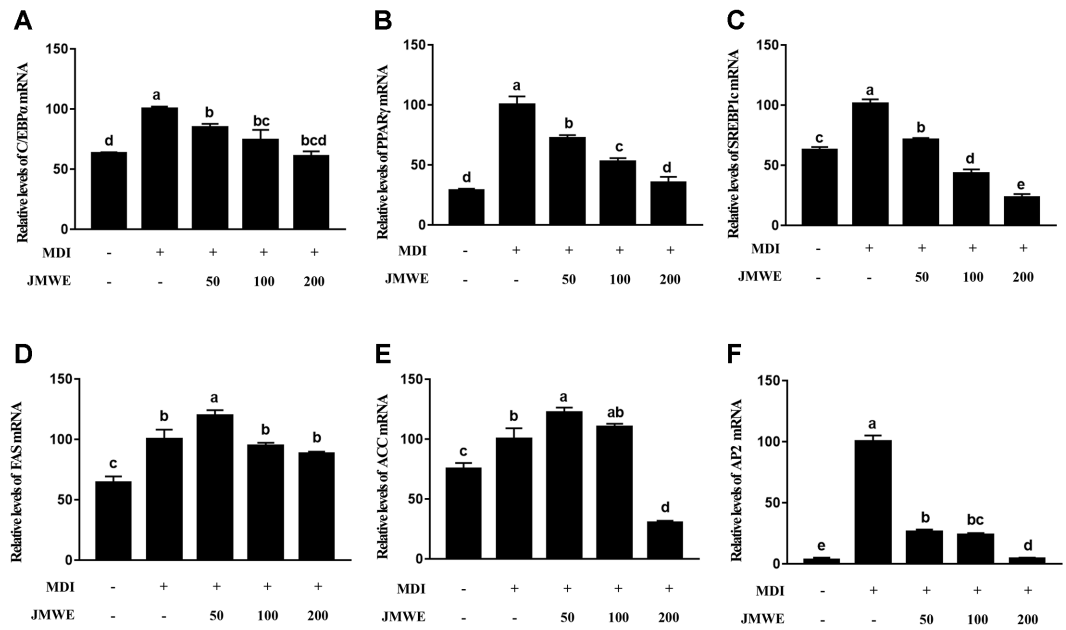 A
Relative levels of C/EBPα mRNA
150
100
50
0
d
a
b
bc
bcd
MDI - + + + +
JMWE - - 50 100 200
B
Relative levels of PPARγ mRNA
150
100
50
0
d
a
b
c
d
- + + + +
- - 50 100 200
C
Relative levels of SREBP1c mRNA
150
100
50
0
c
a
b
d
e
MDI - + + + +
JMWE - - 50 100 200
D
Relative levels of FAS mRNA
150
100
50
0
c
b
a
b
b
MDI - + + + +
JMWE - - 50 100 200
E
Relative levels of ACC mRNA
150
100
50
0
c
b
a
ab
d
MDI - + + + +
JMWE - - 50 100 200
F
Relative levels of AP2 mRNA
150
100
50
0
e
a
b
bc
d
MDI - + + + +
JMWE - - 50 100 200